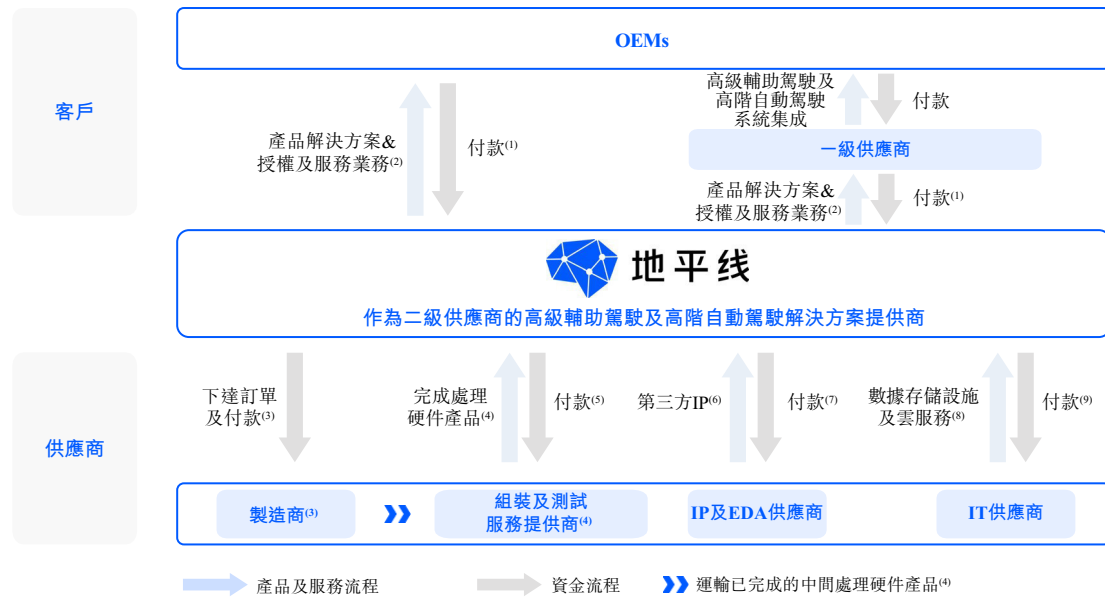 OEMs
客戶
高級輔助駕駛及
高階自動駕駛
系統集成
付款
產品解決方案&
授權及服務業務(2)
付款(1)
一級供應商
產品解決方案&
授權及服務業務(2)
付款(1)
地平线
作為二級供應商的高級輔助駕駛及高階自動駕駛解決方案提供商
供應商
下達訂單
及付款(3)
完成處理
硬件產品(4)
付款(5)
第三方IP(6)
付款(7)
數據存儲設施
及雲服務(8)
付款(9)
製造商(3)
組裝及測試
服務提供商(4)
IP及EDA供應商
IT供應商
產品及服務流程
資金流程
運輸已完成的中間處理硬件產品(4)